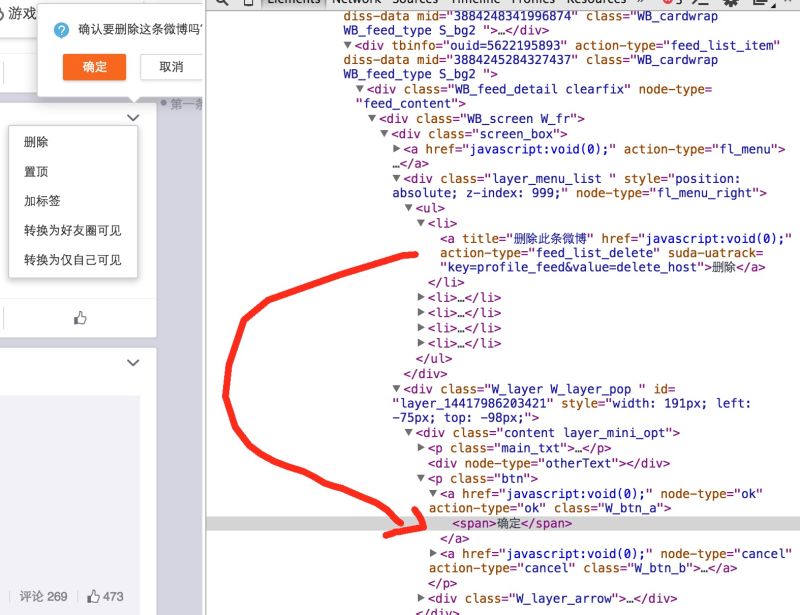 游戏
确认要删除这条微博吗?
确定
取消
第一条
删除
置顶
加标签
转换为好友圈可见
转换为仅自己可见
评论 269
473
Elements Network Sources Timeline Profiles Resources
diss-data mid="3884248341996874" class="WB_cardwrap
WB_feed_type S_bg2 ">…</div>
▼<div tbinfo="ouid=5622195893" action-type="feed_list_item"
diss-data mid="3884245284327437" class="WB_cardwrap
WB_feed_type S_bg2 ">
▼<div class="WB_feed_detail clearfix" node-type=
"feed_content">
▼<div class="WB_screen W_fr">
▼<div class="screen_box">
▶<a href="javascript:void(0);" action-type="fl_menu">
…</a>
▼<div class="layer_menu_list " style="position:
absolute; z-index: 999;" node-type="fl_menu_right">
▼<ul>
▼<li>
<a title="删除此条微博" href="javascript:void(0);"
action-type="feed_list_delete" suda-uatrack=
"key=profile_feed&value=delete_host">删除</a>
</li>
▶<li>…</li>
▶<li>…</li>
▶<li>…</li>
▶<li>…</li>
</ul>
</div>
▼<div class="W_layer W_layer_pop " id=
"layer_14417986203421" style="width: 191px; left:
-75px; top: -98px;">
▼<div class="content layer_mini_opt">
▶<p class="main_txt">…</p>
<div node-type="otherText"></div>
▼<p class="btn">
▼<a href="javascript:void(0);" node-type="ok"
action-type="ok" class="W_btn_a">
<span>确定</span>
</a>
▶<a href="javascript:void(0);" node-type="cancel"
action-type="cancel" class="W_btn_b">…</a>
</p>
▶<div class="W_layer_arrow">…</div>
</div>